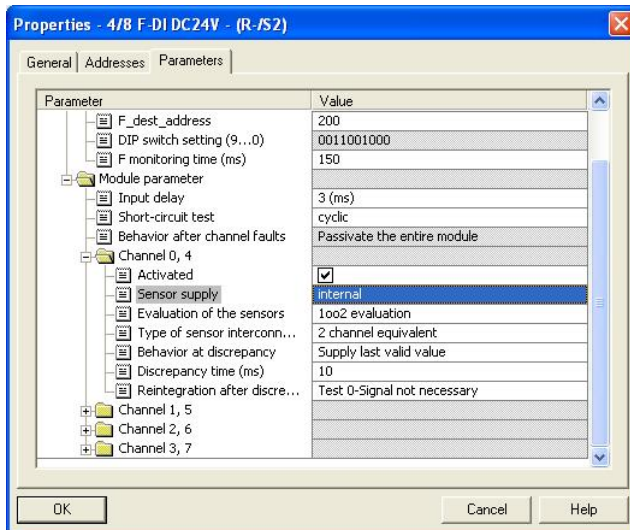 Properties - 4/8 F-DI DC24V - (R-/S2)
General Addresses Parameters
Parameter Value
F_dest_address 200
DIP switch setting (9...0) 0011001000
F monitoring time (ms) 150
Module parameter
Input delay 3 (ms)
Short-circuit test cyclic
Behavior after channel faults Passivate the entire module
Channel 0, 4
Activated
Sensor supply internal
Evaluation of the sensors 1oo2 evaluation
Type of sensor interconn... 2 channel equivalent
Behavior at discrepancy Supply last valid value
Discrepancy time (ms) 10
Reintegration after discre... Test 0-Signal not necessary
Channel 1, 5
Channel 2, 6
Channel 3, 7
OK Cancel Help